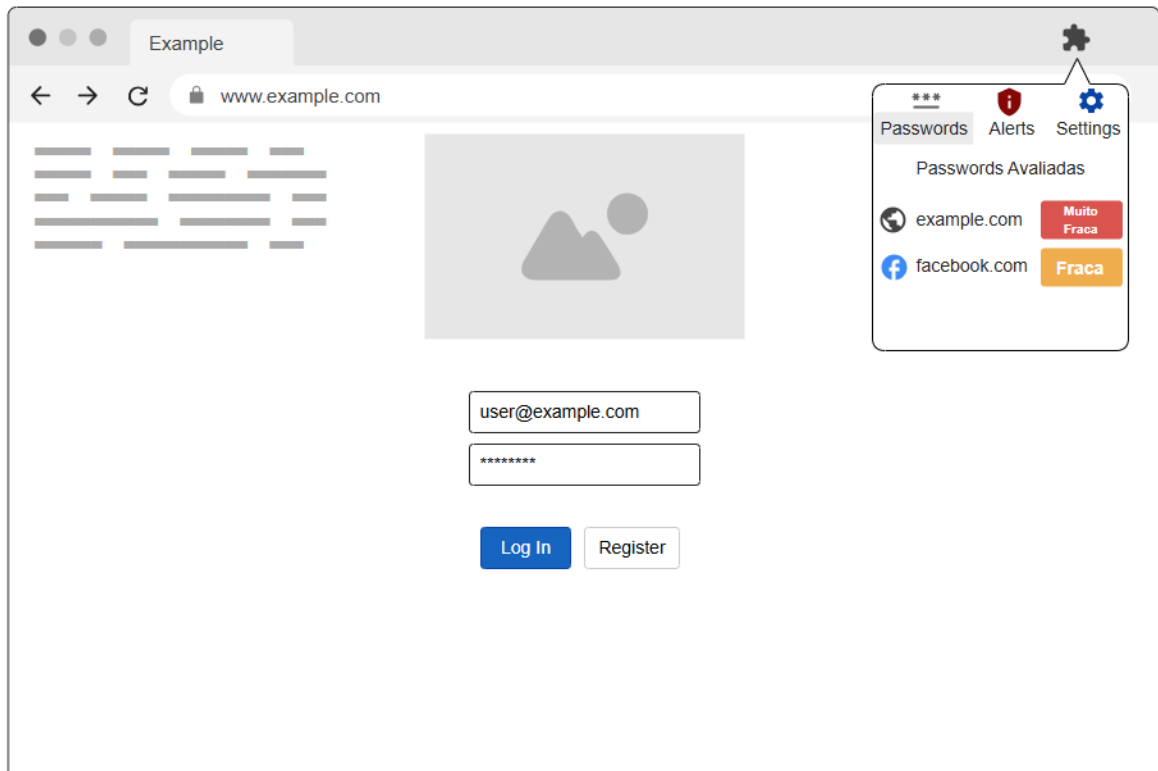 Example
www.example.com
***
Passwords Alerts Settings
Passwords Avaliadas
example.com Muito Fraca
facebook.com Fraca
user@example.com
********
Log In Register